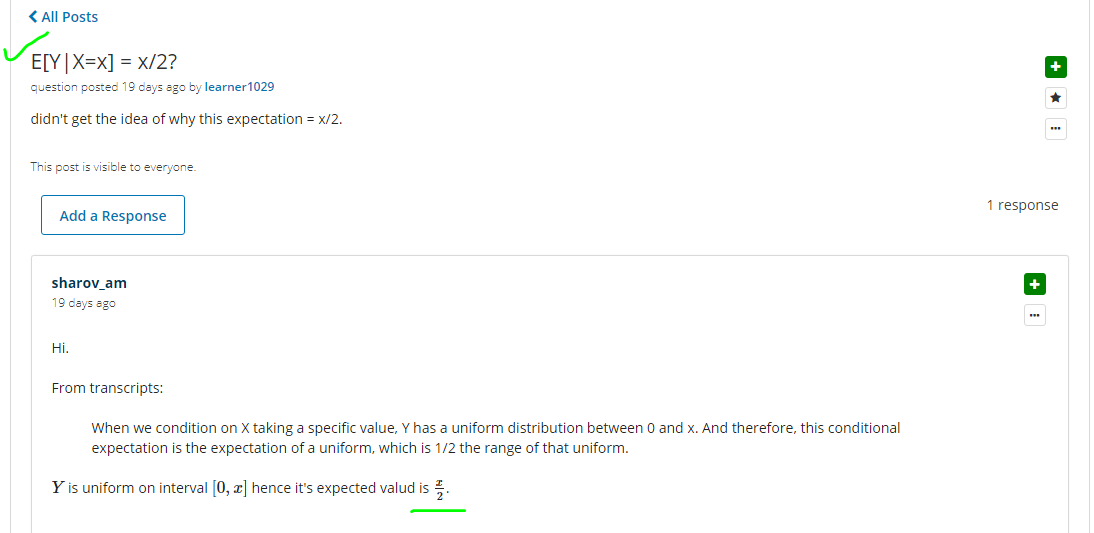 All Posts
E[Y|X=x] = x/2?
question posted 19 days ago by learner1029
didn't get the idea of why this expectation = x/2.
This post is visible to everyone.
Add a Response
1 response
sharov_am
19 days ago
Hi.
From transcripts:
When we condition on X taking a specific value, Y has a uniform distribution between 0 and x. And therefore, this conditional
expectation is the expectation of a uniform, which is 1/2 the range of that uniform.
Y is uniform on interval [0, x] hence it's expected valud is x/2.